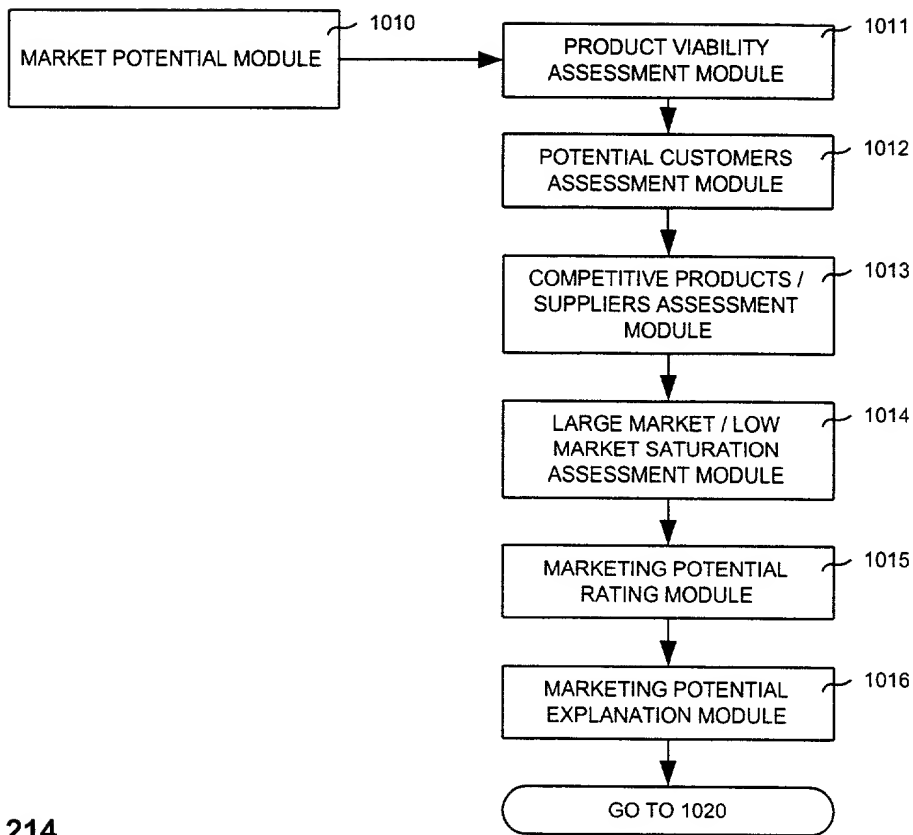 MARKET POTENTIAL MODULE
1010
PRODUCT VIABILITY
ASSESSMENT MODULE
1011
POTENTIAL CUSTOMERS
ASSESSMENT MODULE
1012
COMPETITIVE PRODUCTS /
SUPPLIERS ASSESSMENT
MODULE
1013
LARGE MARKET / LOW
MARKET SATURATION
ASSESSMENT MODULE
1014
MARKETING POTENTIAL
RATING MODULE
1015
MARKETING POTENTIAL
EXPLANATION MODULE
1016
GO TO 1020
214